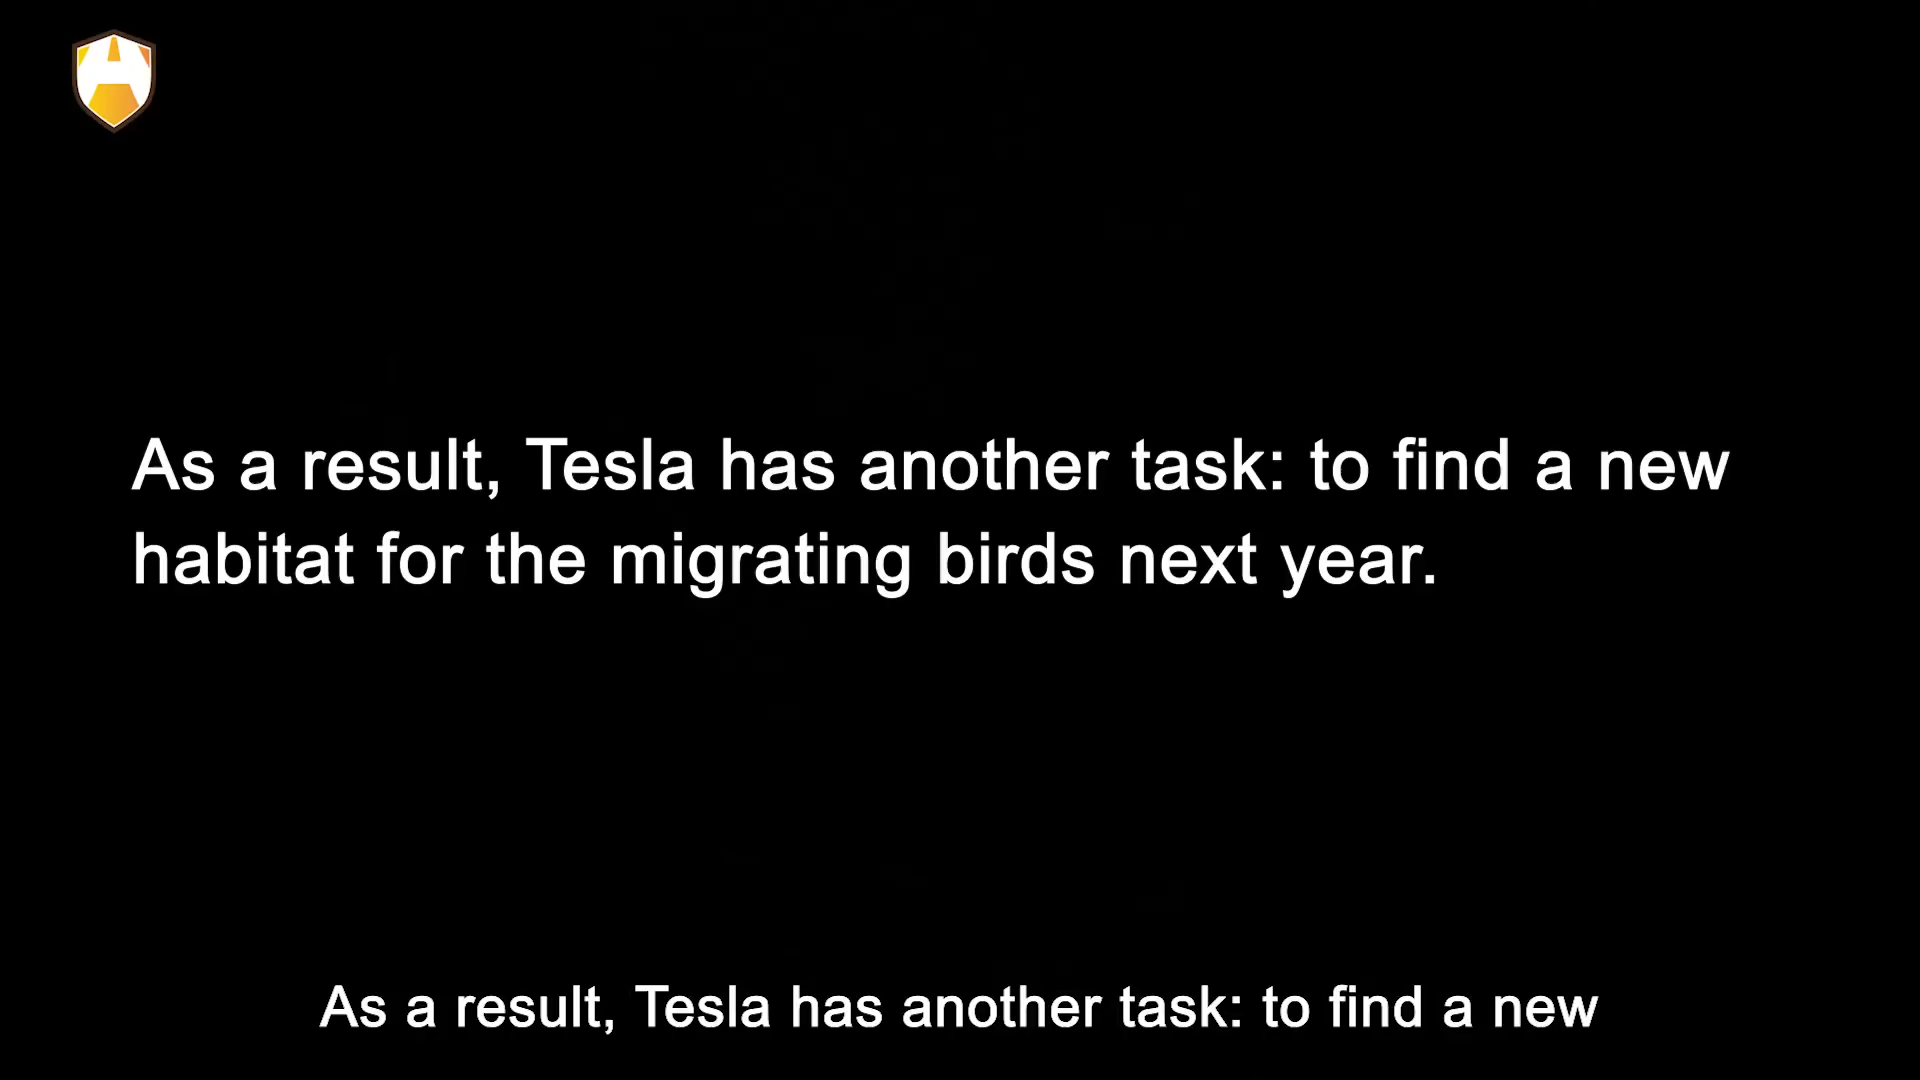 As a result, Tesla has another task: to find a new
habitat for the migrating birds next year.
As a result, Tesla has another task: to find a new